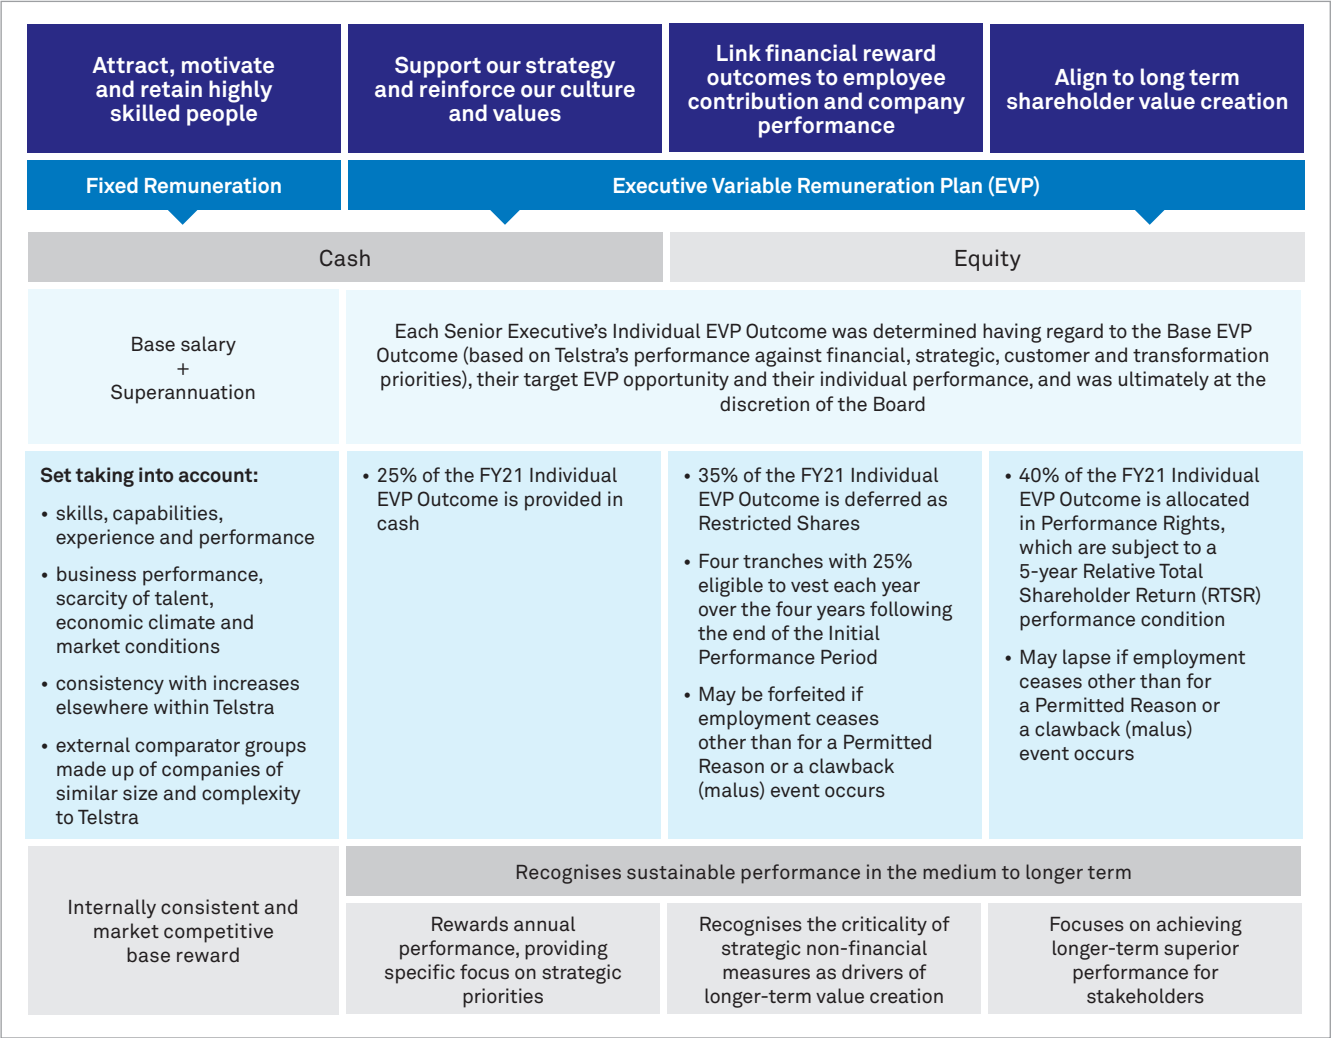 Attract, motivate
and retain highly
skilled people
Support our strategy
and reinforce our culture
and values
Link financial reward
outcomes to employee
contribution and company
performance
Align to long term
shareholder value creation
Fixed Remuneration
Executive Variable Remuneration Plan (EVP)
Cash
Equity
Base salary
+
Superannuation
Each Senior Executive's Individual EVP Outcome was determined having regard to the Base EVP
Outcome (based on Telstra's performance against financial, strategic, customer and transformation
priorities), their target EVP opportunity and their individual performance, and was ultimately at the
discretion of the Board
Set taking into account:
• skills, capabilities,
experience and performance
• business performance,
scarcity of talent,
economic climate and
market conditions
• consistency with increases
elsewhere within Telstra
• external comparator groups
made up of companies of
similar size and complexity
to Telstra
• 25% of the FY21 Individual
EVP Outcome is provided in
cash
• 35% of the FY21 Individual
EVP Outcome is deferred as
Restricted Shares
• Four tranches with 25%
eligible to vest each year
over the four years following
the end of the Initial
Performance Period
• May be forfeited if
employment ceases
other than for a Permitted
Reason or a clawback
(malus) event occurs
• 40% of the FY21 Individual
EVP Outcome is allocated
in Performance Rights,
which are subject to a
5-year Relative Total
Shareholder Return (RTSR)
performance condition
• May lapse if employment
ceases other than for
a Permitted Reason or
a clawback (malus)
event occurs
Internally consistent and
market competitive
base reward
Recognises sustainable performance in the medium to longer term
Rewards annual
performance, providing
specific focus on strategic
priorities
Recognises the criticality of
strategic non-financial
measures as drivers of
longer-term value creation
Focuses on achieving
longer-term superior
performance for
stakeholders